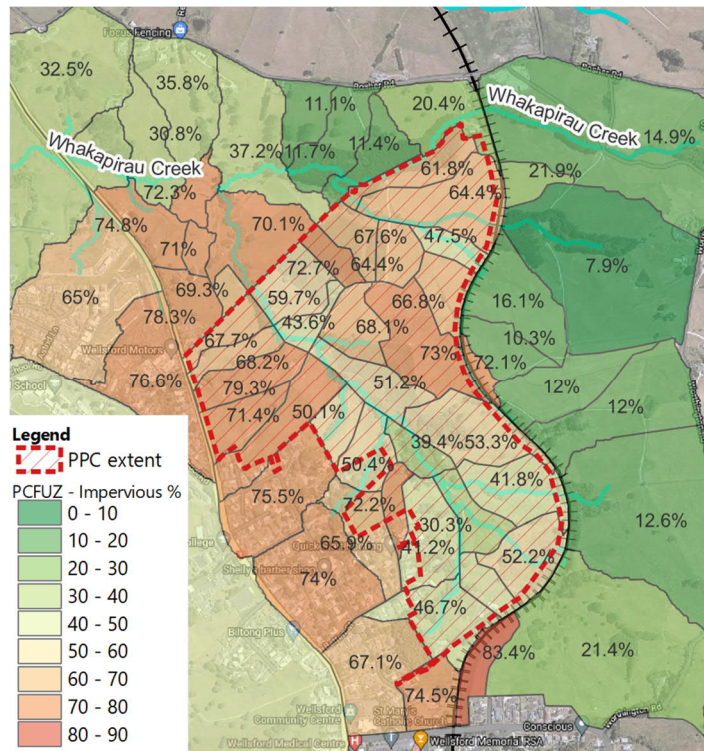 Focus Fencing
32.5%
35.8%
30.8%
11.1%
11.7%
11.4%
20.4%
Whakapirau Creek
14.9%
Whakapirau Creek
37.2%
61.8%
21.9%
72.3%
64.4%
74.8%
70.1%
67.6%
47.5%
71%
72.7%
64.4%
7.9%
65%
69.3%
59.7%
66.8%
16.1%
78.3%
67.7%
43.6%
68.1%
10.3%
Wellsford Motors
68.2%
73%
72.1%
76.6%
79.3%
51.2%
12%
12%
School
71.4%
50.1%
39.4%
53.3%
50.4%
41.8%
75.5%
72.2%
30.3%
12.6%
65.9%
41.2%
52.2%
74%
46.7%
Biltong Plus
67.1%
83.4%
21.4%
74.5%
Wellsford
Community Centre
St Mary's
Catholic Church
Conscious
Wellsford Medical Centre
Wellsford Memorial RSA
Legend
PPC extent
PCFUZ - Impervious %
0 - 10
10 - 20
20 - 30
30 - 40
40 - 50
50 - 60
60 - 70
70 - 80
80 - 90